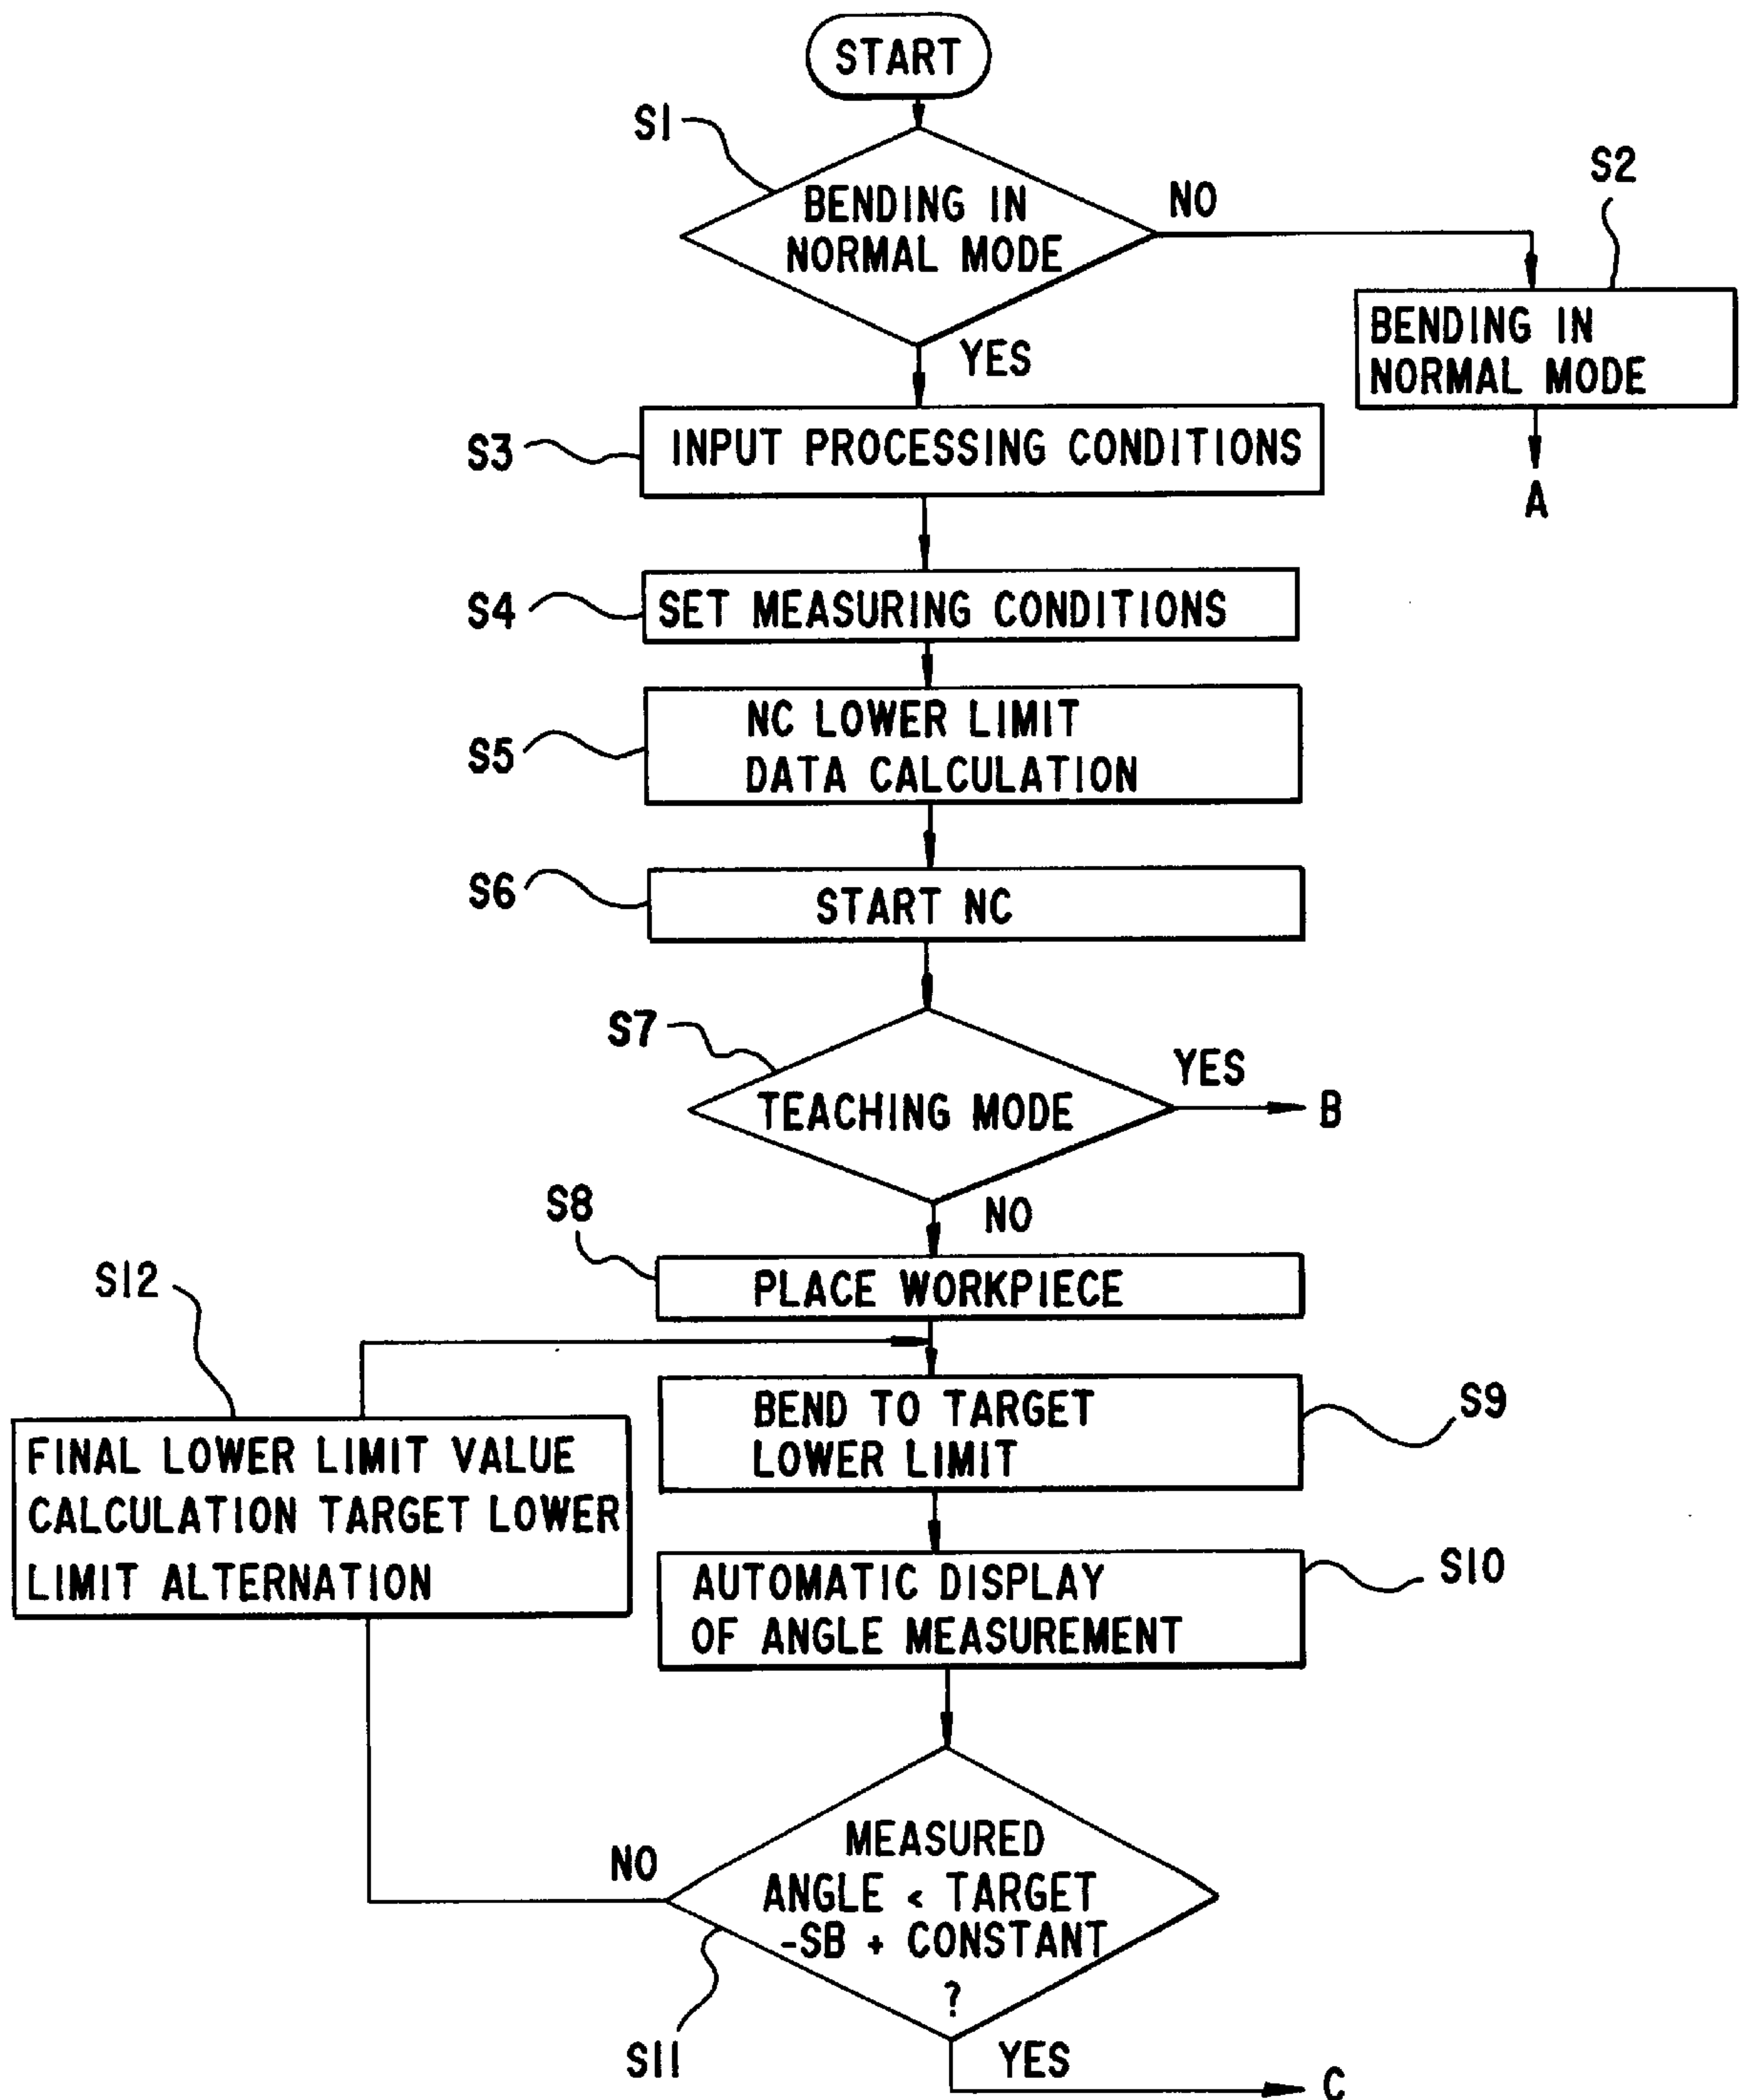 START
S1
BENDING IN
NORMAL MODE
NO
S2
BENDING IN
NORMAL MODE
A
YES
S3
INPUT PROCESSING CONDITIONS
S4
SET MEASURING CONDITIONS
S5
NC LOWER LIMIT
DATA CALCULATION
S6
START NC
S7
TEACHING MODE
YES
B
NO
S8
PLACE WORKPIECE
S12
FINAL LOWER LIMIT VALUE
CALCULATION TARGET LOWER
LIMIT ALTERNATION
BEND TO TARGET
LOWER LIMIT
S9
AUTOMATIC DISPLAY
OF ANGLE MEASUREMENT
S10
MEASURED
ANGLE < TARGET
-SB + CONSTANT
?
NO
S11
YES
C